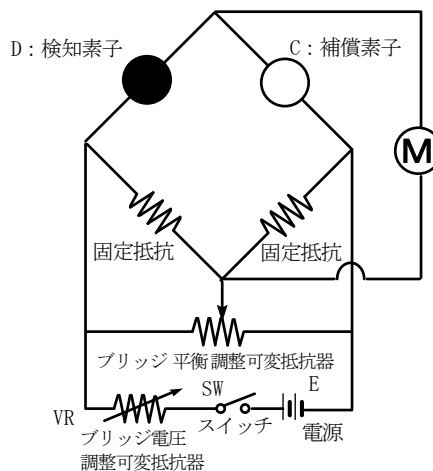 D：検知素子
C：補償素子
M
固定抵抗
固定抵抗
ブリッジ 平衡 調整可変抵抗器
SW
E
VR
スイッチ
電源
ブリッジ電圧
調整可変抵抗器